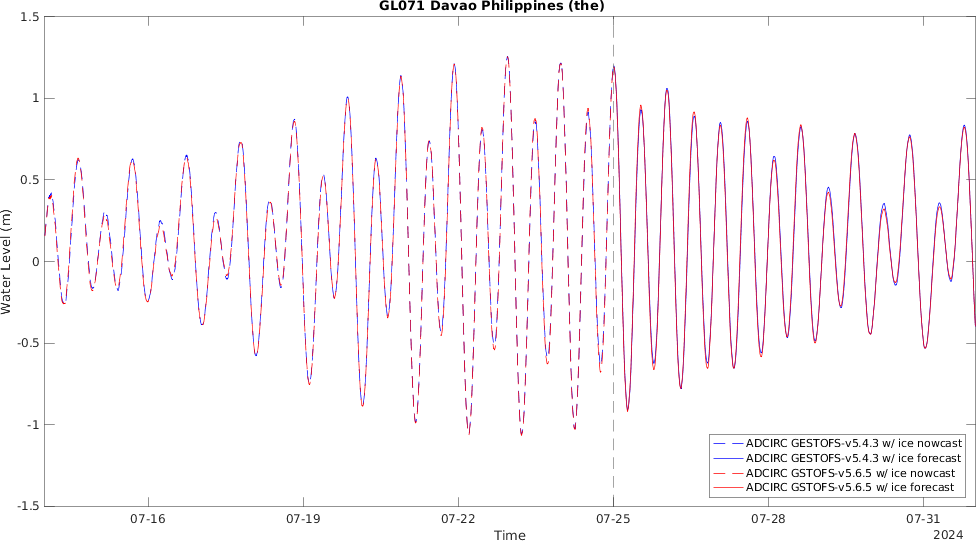 GL071 Davao Philippines (the)
1.5
1
0.5
0
-0.5
-1
-1.5
Water Level (m)
07-16
07-19
07-22
07-25
07-28
07-31
Time
2024
ADCIRC GESTOFS-v5.4.3 w/ ice nowcast
ADCIRC GESTOFS-v5.4.3 w/ ice forecast
ADCIRC GSTOFS-v5.6.5 w/ ice nowcast
ADCIRC GSTOFS-v5.6.5 w/ ice forecast